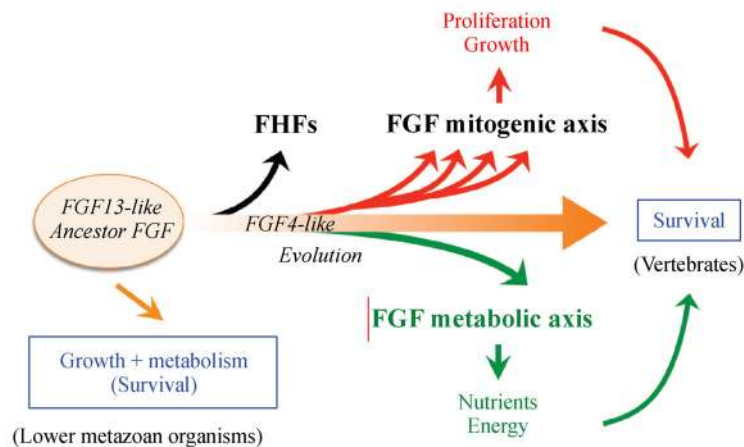 Proliferation
Growth
FHFs
FGF mitogenic axis
FGF13-like
Ancestor FGF
FGF4-like
Evolution
Survival
(Vertebrates)
FGF metabolic axis
Growth + metabolism
(Survival)
Nutrients
Energy
(Lower metazoan organisms)